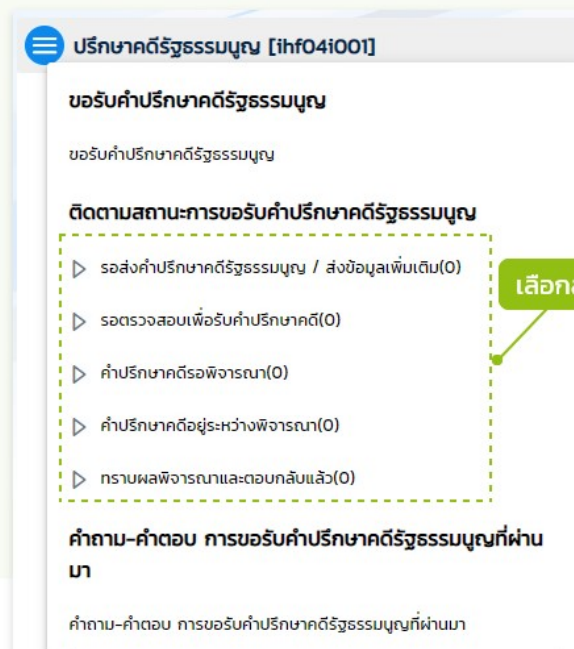 ปรึกษาคดีรัฐธรรมนูญ [ihf04i001]
ขอรับคำปรึกษาคดีรัฐธรรมนูญ
ขอรับคำปรึกษาคดีรัฐธรรมนูญ
ติดตามสถานะการขอรับคำปรึกษาคดีรัฐธรรมนูญ
รอส่งคำปรึกษาคดีรัฐธรรมนูญ / ส่งข้อมูลเพิ่มเติม(0)
เลือก
รอตรวจสอบเพื่อรับคำปรึกษาคดี(0)
คำปรึกษาคดีรอพิจารณา(0)
คำปรึกษาคดีอยู่ระหว่างพิจารณา(0)
ทราบผลพิจารณาและตอบกลับแล้ว(0)
คำถาม-คำตอบ การขอรับคำปรึกษาคดีรัฐธรรมนูญที่ผ่าน
มา
คำถาม-คำตอบ การขอรับคำปรึกษาคดีรัฐธรรมนูญที่ผ่านมา